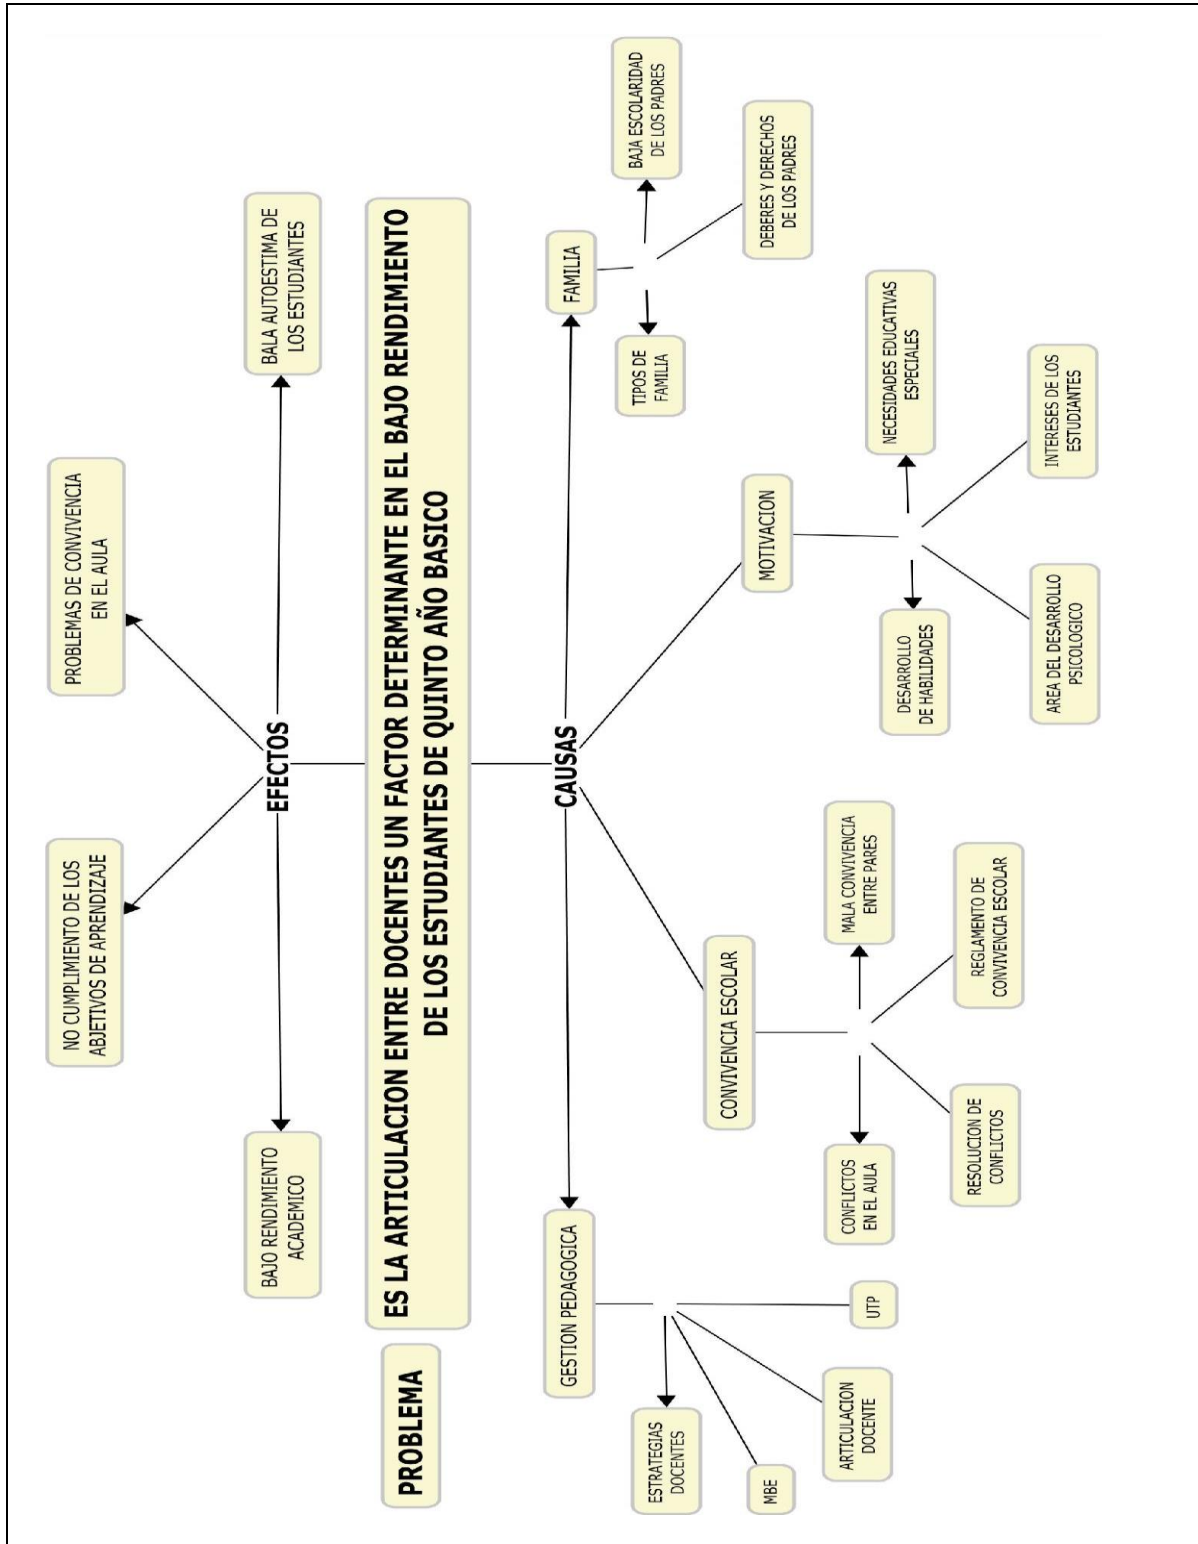 NO CUMPLIMIENTO DE LOS
ABJETIVOS DE APRENDIZAJE
PROBLEMAS DE CONVIVENCIA
EN EL AULA
BAJO RENDIMIENTO
ACADEMICO
EFECTOS
BALA AUTOESTIMA DE
LOS ESTUDIANTES
PROBLEMA
ES LA ARTICULACION ENTRE DOCENTES UN FACTOR DETERMINANTE EN EL BAJO RENDIMIENTO
DE LOS ESTUDIANTES DE QUINTO AÑO BASICO
CAUSAS
GESTION PEDAGOGICA
ESTRATEGIAS
DOCENTES
MBE
ARTICULACION
DOCENTE
UTP
CONVIVENCIA ESCOLAR
CONFLICTOS
EN EL AULA
MALA CONVIVENCIA
ENTRE PARES
RESOLUCION DE
CONFLICTOS
REGLAMENTO DE
CONVIVENCIA ESCOLAR
MOTIVACION
DESARROLLO
DE HABILIDADES
NECESIDADES EDUCATIVAS
ESPECIALES
AREA DEL DESARROLLO
PSICOLOGICO
INTERESES DE LOS
ESTUDIANTES
FAMILIA
TIPOS DE
FAMILIA
BAJA ESCOLARIDAD
DE LOS PADRES
DEBERES Y DERECHOS
DE LOS PADRES